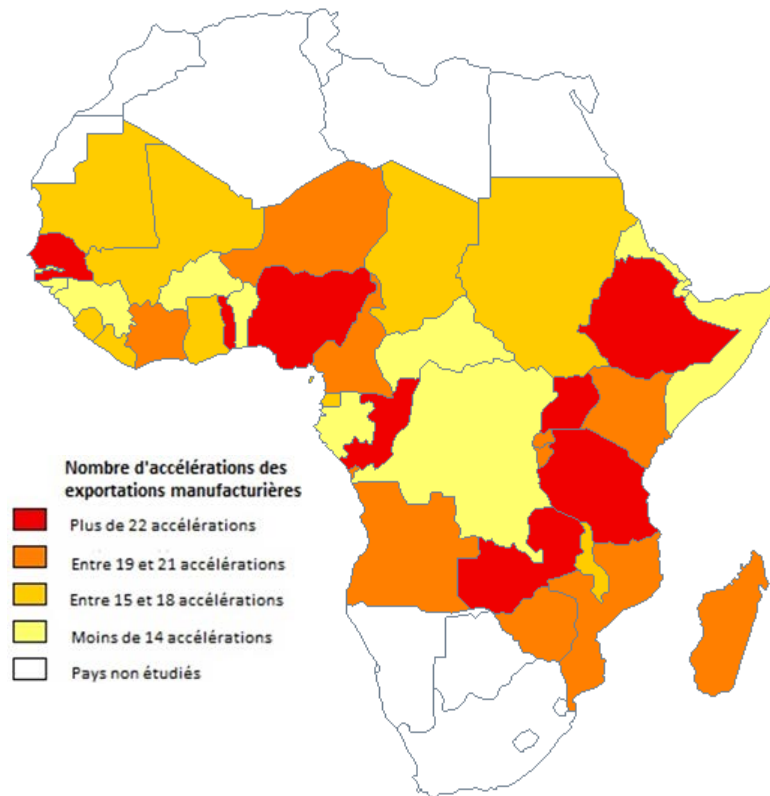 Nombre d'accélérations des
exportations manufacturières
Plus de 22 accélérations
Entre 19 et 21 accélérations
Entre 15 et 18 accélérations
Moins de 14 accélérations
Pays non étudiés